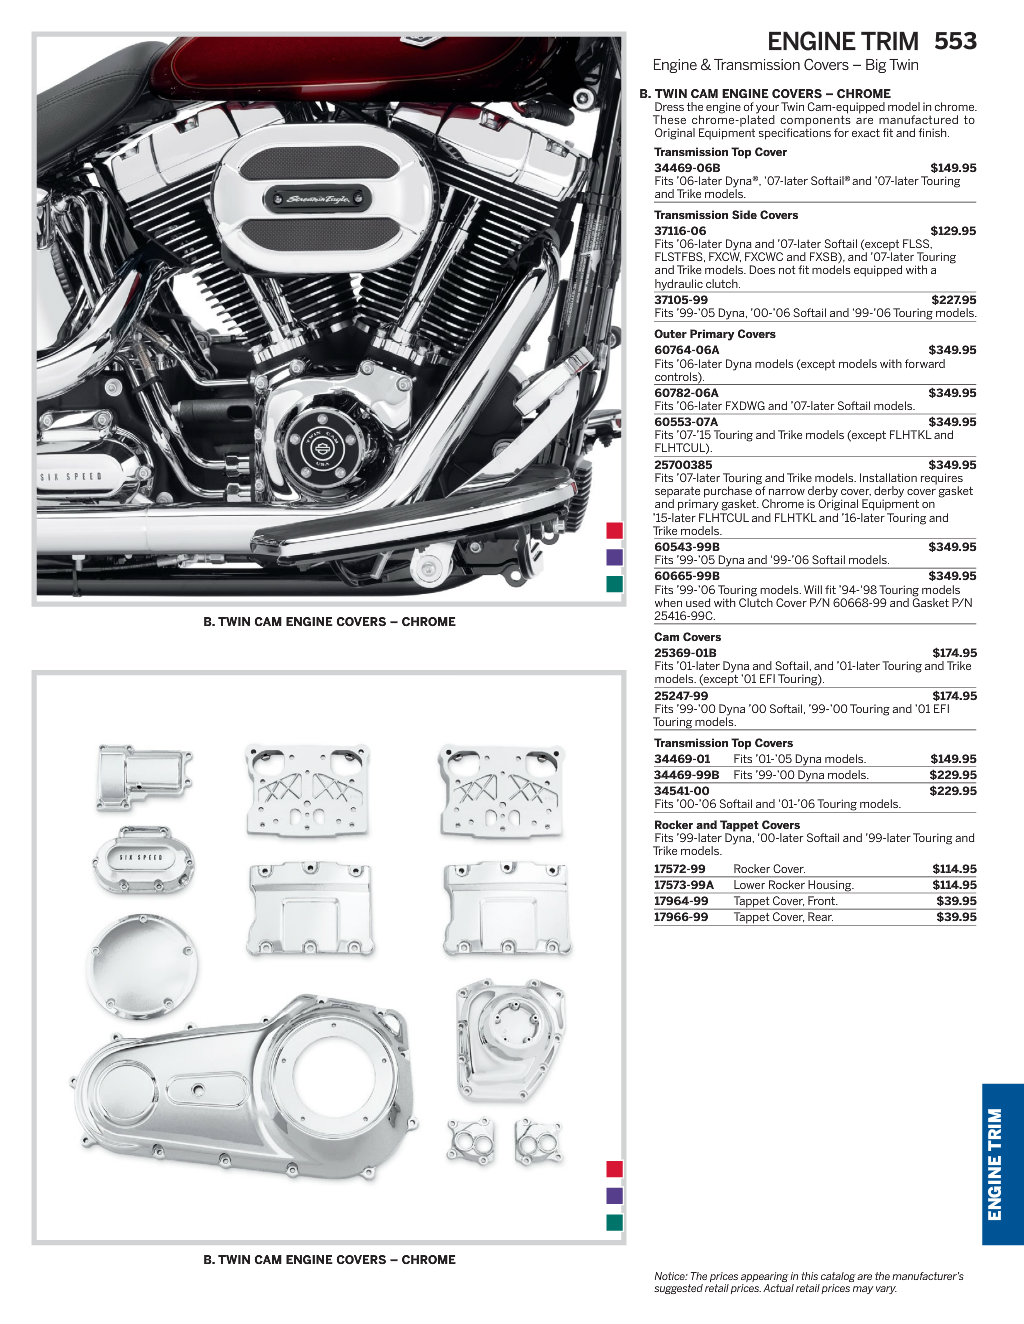 ENGINE TRIM 553
Engine & Transmission Covers – Big Twin
B. TWIN CAM ENGINE COVERS – CHROME
Dress the engine of your Twin Cam-equipped model in chrome.
These chrome-plated components are manufactured to
Original Equipment specifications for exact fit and finish.
Transmission Top Cover
34469-06B $149.95
Fits ’06-later Dyna®, ’07-later Softail® and ’07-later Touring
and Trike models.
Transmission Side Covers
37116-06 $129.95
Fits ’06-later Dyna and ’07-later Softail (except FLSS,
FLSTFBS, FXCW, FXCWC and FXSB), and ’07-later Touring
and Trike models. Does not fit models equipped with a
hydraulic clutch.
37105-99 $227.95
Fits ’99-’05 Dyna, ’00-’06 Softail and ’99-’06 Touring models.
Outer Primary Covers
60764-06A $349.95
Fits ’06-later Dyna models (except models with forward
controls).
60782-06A $349.95
Fits ’06-later FXDWG and ’07-later Softail models.
60553-07A $349.95
Fits ’07-’15 Touring and Trike models (except FLHTKL and
FLHTCUL).
25700385 $349.95
Fits ’07-later Touring and Trike models. Installation requires
separate purchase of narrow derby cover, derby cover gasket
and primary gasket. Chrome is Original Equipment on
’15-later FLHTCUL and FLHTKL and ’16-later Touring and
Trike models.
60543-99B $349.95
Fits ’99-’05 Dyna and ’99-’06 Softail models.
60665-99B $349.95
Fits ’99-’06 Touring models. Will fit ’94-’98 Touring models
when used with Clutch Cover P/N 60668-99 and Gasket P/N
25416-99C.
Cam Covers
25369-01B $174.95
Fits ’01-later Dyna and Softail, and ’01-later Touring and Trike
models. (except ’01 EFI Touring).
25247-99 $174.95
Fits ’99-’00 Dyna ’00 Softail, ’99-’00 Touring and ’01 EFI
Touring models.
Transmission Top Covers
34469-01 Fits ’01-’05 Dyna models. $149.95
34469-99B Fits ’99-’00 Dyna models. $229.95
34541-00 $229.95
Fits ’00-’06 Softail and ’01-’06 Touring models.
Rocker and Tappet Covers
Fits ’99-later Dyna, ’00-later Softail and ’99-later Touring and
Trike models.
17572-99 Rocker Cover. $114.95
17573-99A Lower Rocker Housing. $114.95
17964-99 Tappet Cover, Front. $39.95
17966-99 Tappet Cover, Rear. $39.95
Screamin' Eagle
TWIN CAM
USA
SIX SPEED
B. TWIN CAM ENGINE COVERS – CHROME
SIX SPEED
B. TWIN CAM ENGINE COVERS – CHROME
ENGINE TRIM
Notice: The prices appearing in this catalog are the manufacturer’s
suggested retail prices. Actual retail prices may vary.